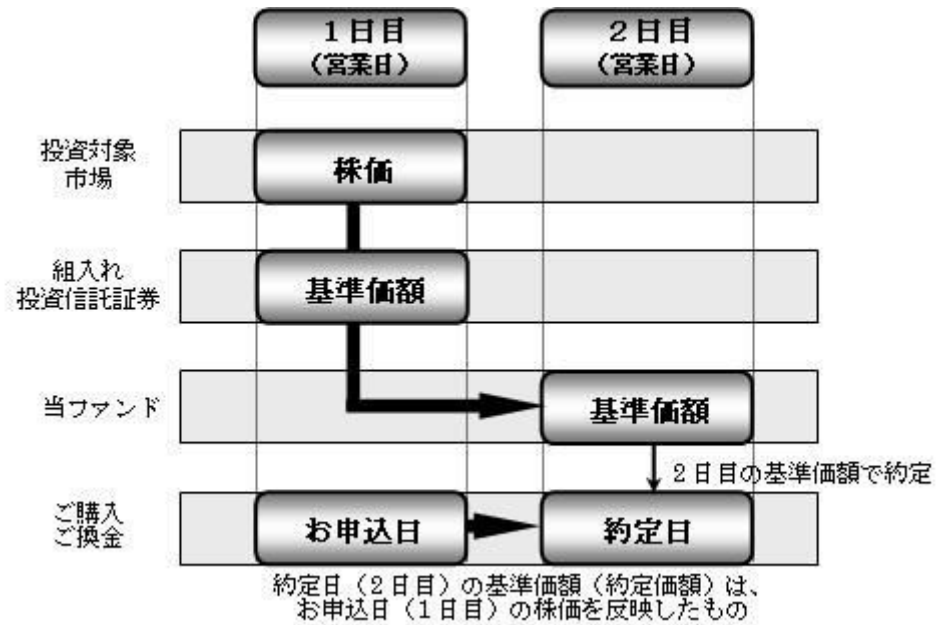 1日目
(営業日)
2日目
(営業日)
投資対象
市場
株価
組入れ
投資信託証券
基準価額
当ファンド
基準価額
2日目の基準価額で約定
ご購入
ご換金
お申込日
約定日
約定日(2日目)の基準価額(約定価額)は、
お申込日(1日目)の株価を反映したもの